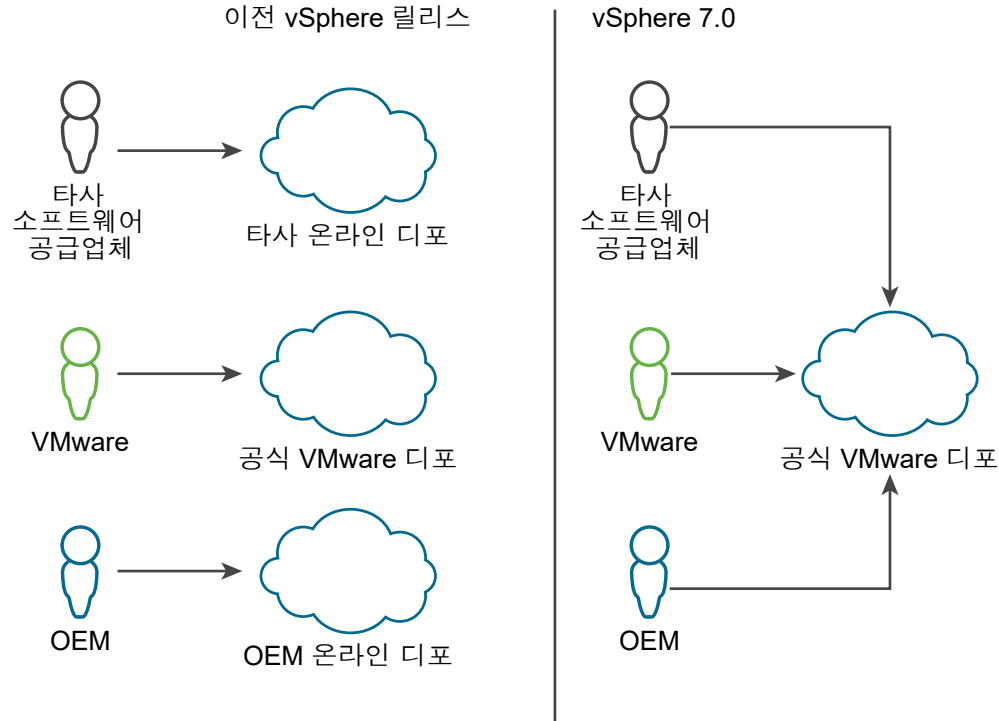 이전 vSphere 릴리스
타사
소프트웨어
공급업체
타사 온라인 디포
VMware
공식 VMware 디포
OEM
OEM 온라인 디포
vSphere 7.0
타사
소프트웨어
공급업체
VMware
공식 VMware 디포
OEM